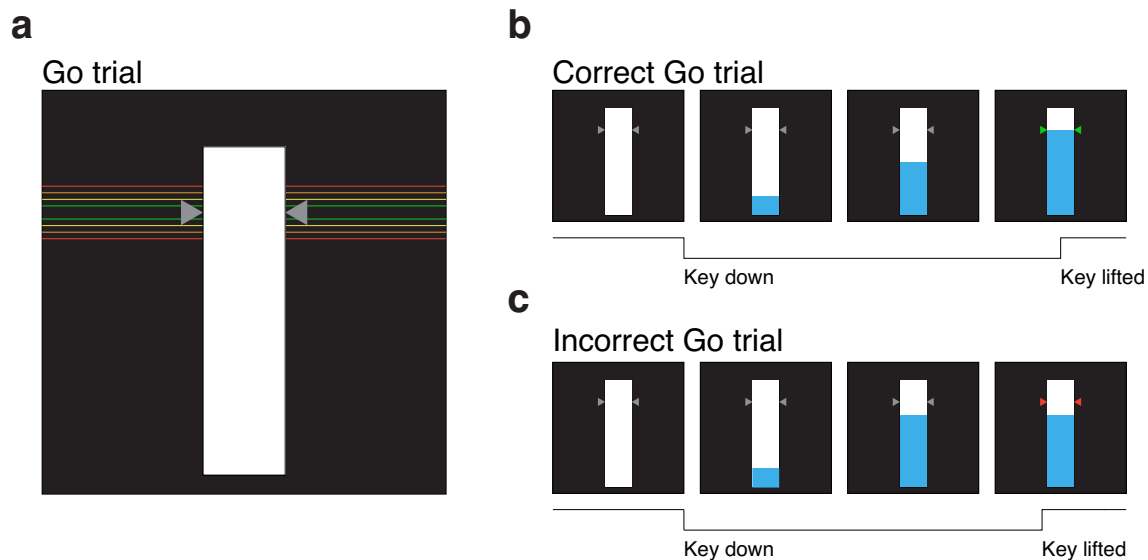 a
Go trial
b
Correct Go trial
Key down
Key lifted
c
Incorrect Go trial
Key down
Key lifted